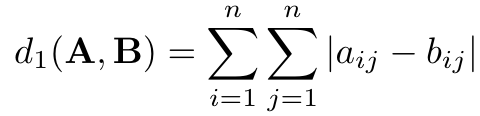 $d_1(\mathbf{A}, \mathbf{B}) = \sum_{i=1}^{n} \sum_{j=1}^{n} |a_{ij} - b_{ij}|$